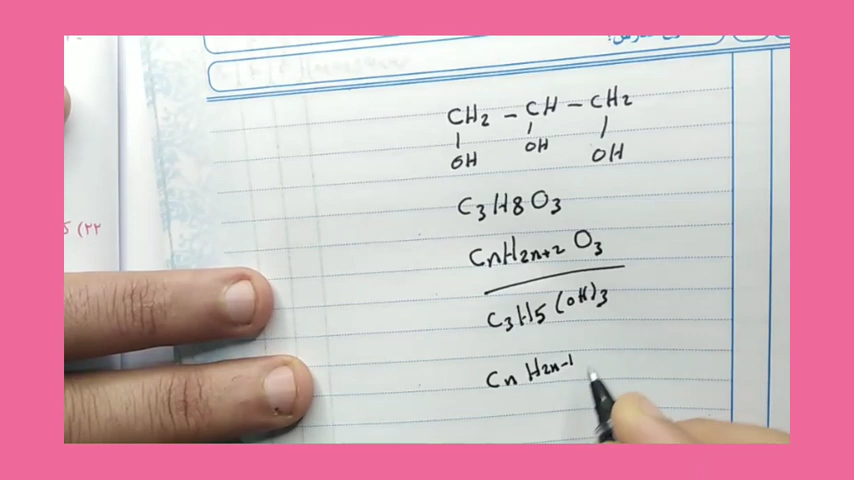 CH2 - CH - CH2
| | |
OH OH OH
C3H8O3
CnH2n+2 O3
C3H5(OH)3
Cn H2n-1